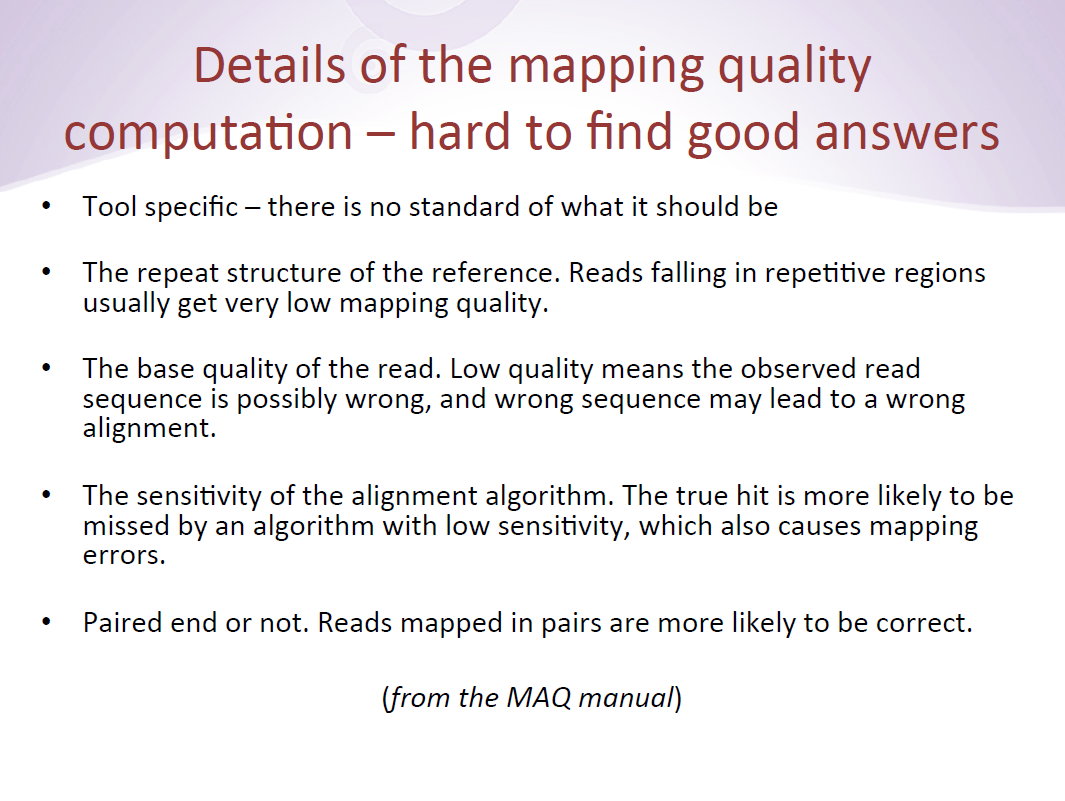 Details of the mapping quality
computation – hard to find good answers
• Tool specific – there is no standard of what it should be
• The repeat structure of the reference. Reads falling in repetitive regions
usually get very low mapping quality.
• The base quality of the read. Low quality means the observed read
sequence is possibly wrong, and wrong sequence may lead to a wrong
alignment.
• The sensitivity of the alignment algorithm. The true hit is more likely to be
missed by an algorithm with low sensitivity, which also causes mapping
errors.
• Paired end or not. Reads mapped in pairs are more likely to be correct.
(from the MAQ manual)